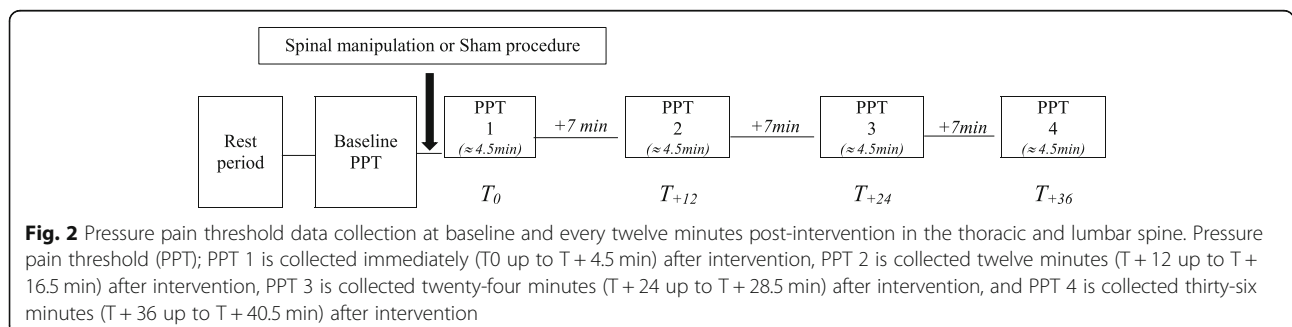 Spinal manipulation or Sham procedure
Rest
period
Baseline
PPT
PPT
1
(≈ 4.5min)
+7 min
PPT
2
(≈ 4.5min)
+7min
PPT
3
(≈ 4.5min)
+7min
PPT
4
(≈ 4.5min)
T0
T+12
T+24
T+36
Fig. 2 Pressure pain threshold data collection at baseline and every twelve minutes post-intervention in the thoracic and lumbar spine. Pressure
pain threshold (PPT); PPT 1 is collected immediately (T0 up to T + 4.5 min) after intervention, PPT 2 is collected twelve minutes (T + 12 up to T +
16.5 min) after intervention, PPT 3 is collected twenty-four minutes (T + 24 up to T + 28.5 min) after intervention, and PPT 4 is collected thirty-six
minutes (T + 36 up to T + 40.5 min) after intervention